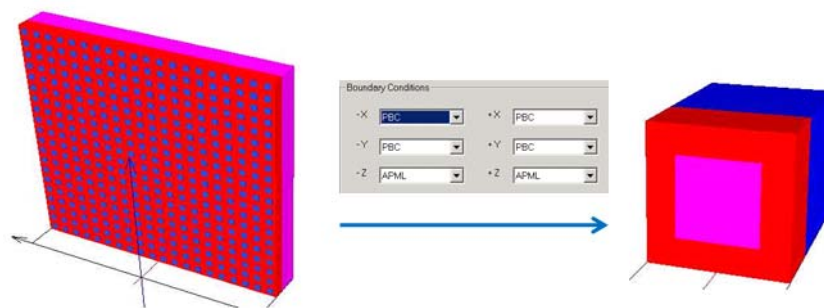 Boundary Conditions
-X PBC +X PBC
-Y PBC +Y PBC
-Z APML +Z APML